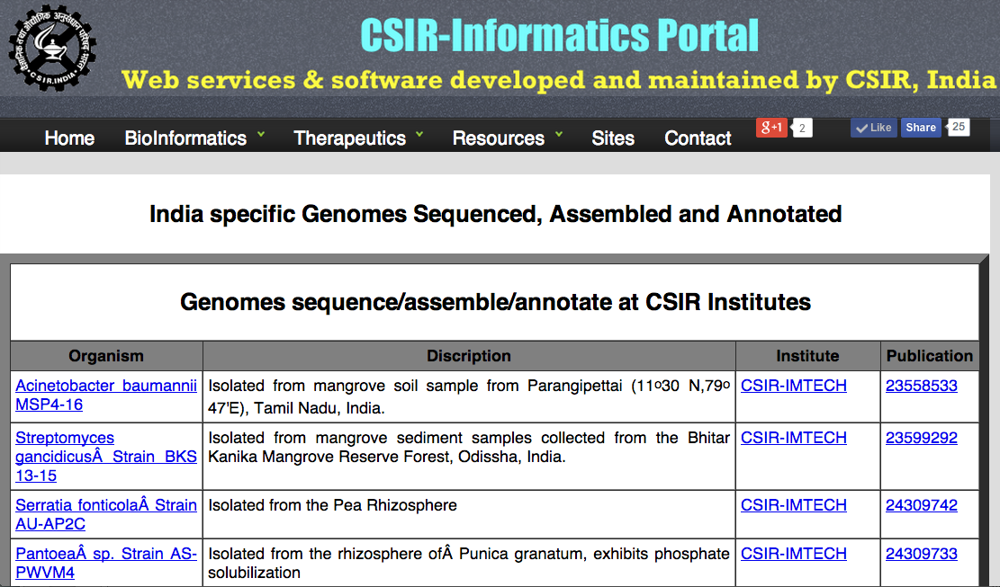 CSIR-Informatics Portal
Web services & software developed and maintained by CSIR, India
C S I R, INDIA
Home BioInformatics Therapeutics Resources Sites Contact g+1 2 Like Share 25
India specific Genomes Sequenced, Assembled and Annotated
Genomes sequence/assemble/annotate at CSIR Institutes
Organism Discription Institute Publication
Acinetobacter baumannii
MSP4-16
Isolated from mangrove soil sample from Parangipettai (11o30 N,79o
47'E), Tamil Nadu, India.
CSIR-IMTECH
23558533
Streptomyces
gancidicusÂ Strain BKS
13-15
Isolated from mangrove sediment samples collected from the Bhitar
Kanika Mangrove Reserve Forest, Odissha, India.
CSIR-IMTECH
23599292
Serratia fonticolaÂ Strain
AU-AP2C
Isolated from the Pea Rhizosphere
CSIR-IMTECH
24309742
PantoeaÂ sp. Strain AS-
PWVM4
Isolated from the rhizosphere ofÂ Punica granatum, exhibits phosphate
solubilization
CSIR-IMTECH
24309733